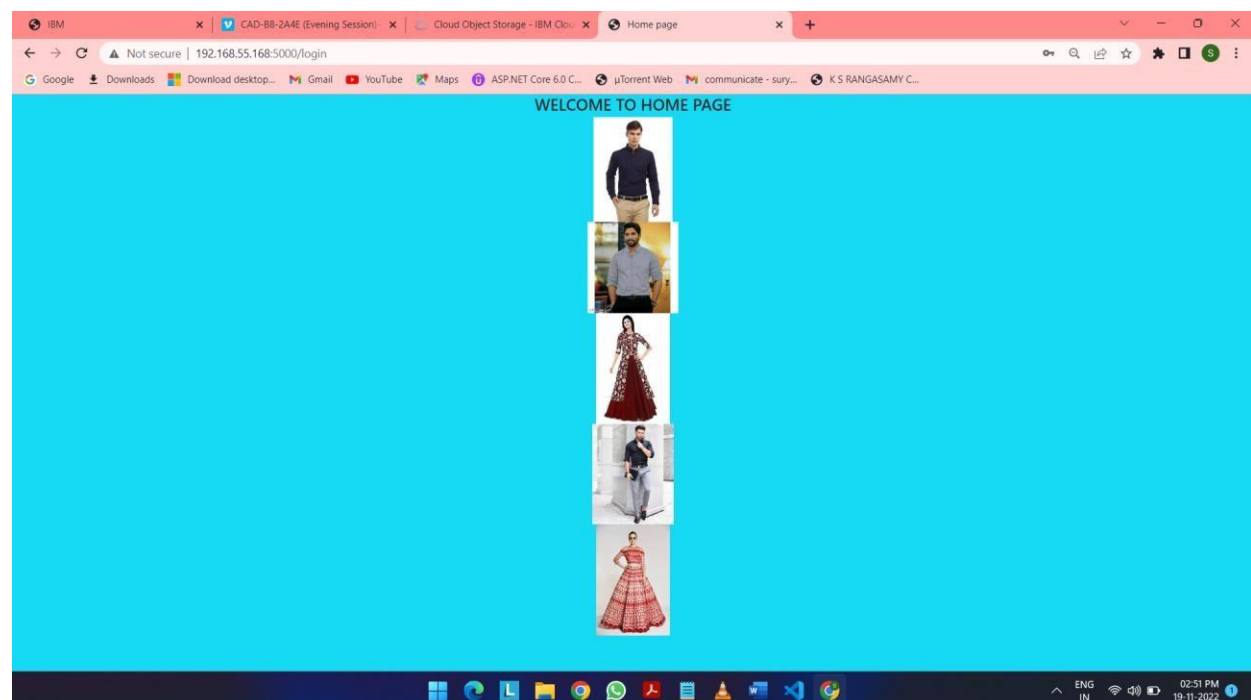 IBM
CAD-B8-2A4E (Evening Session)
Cloud Object Storage - IBM Clou
Home page
Not secure | 192.168.55.168:5000/login
S
Google
Downloads
Download desktop...
Gmail
YouTube
Maps
ASP.NET Core 6.0 C...
µTorrent Web
communicate - sury...
K S RANGASAMY C...
WELCOME TO HOME PAGE
ENG
IN
02:51 PM
19-11-2022
1